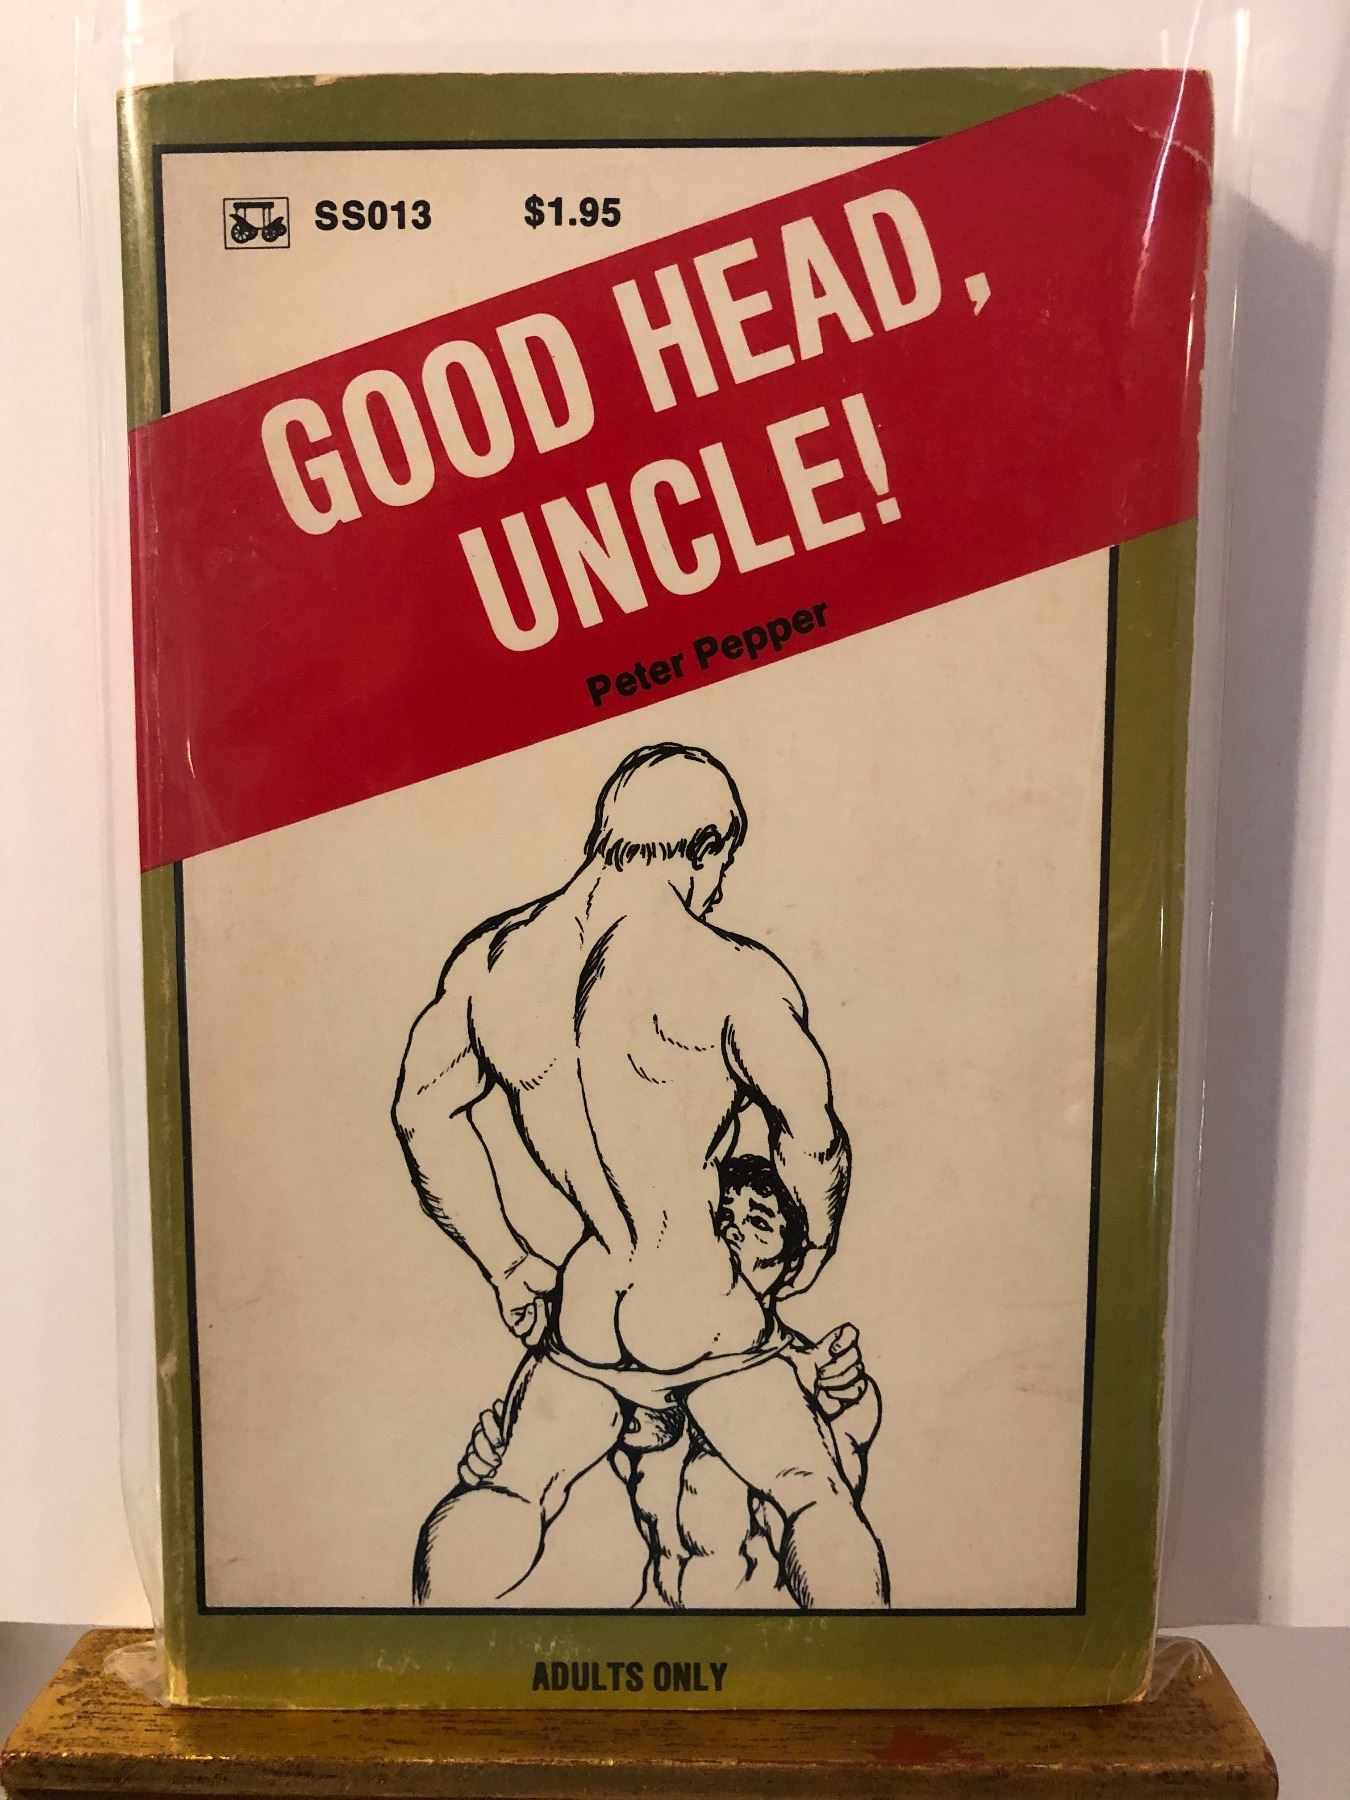 SS013 $1.95
GOOD HEAD,
UNCLE!
Peter Pepper
ADULTS ONLY